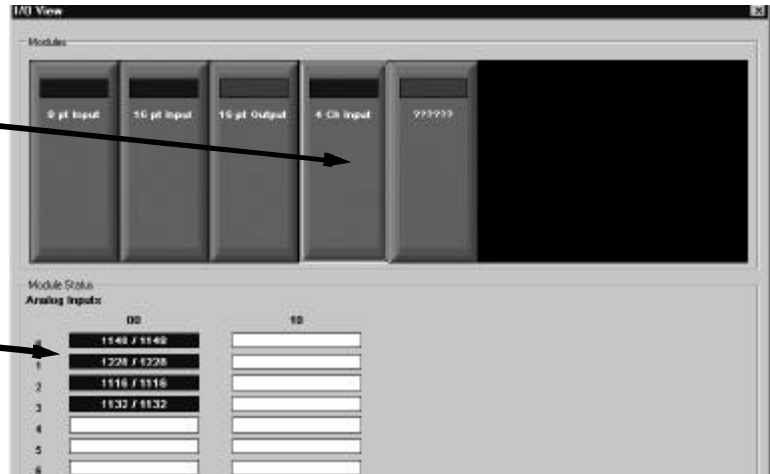 I/O View
Modules
8 pt Input 16 pt Input 16 pt Output 4 Ch Input ??????
Module Status
Analog Inputs
00 10
0 1148 / 1148
1 1228 / 1228
2 1116 / 1116
3 1132 / 1132
4
5
6